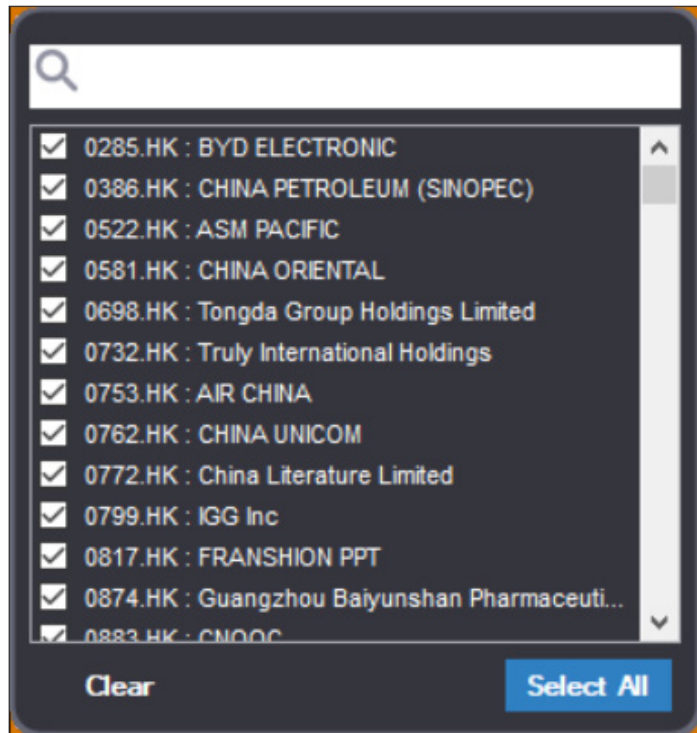 0285.HK : BYD ELECTRONIC
0386.HK : CHINA PETROLEUM (SINOPEC)
0522.HK : ASM PACIFIC
0581.HK : CHINA ORIENTAL
0698.HK : Tongda Group Holdings Limited
0732.HK : Truly International Holdings
0753.HK : AIR CHINA
0762.HK : CHINA UNICOM
0772.HK : China Literature Limited
0799.HK : IGG Inc
0817.HK : FRANSHION PPT
0874.HK : Guangzhou Baiyunshan Pharmaceuti...
0883.HK : CNOOC
Clear
Select All